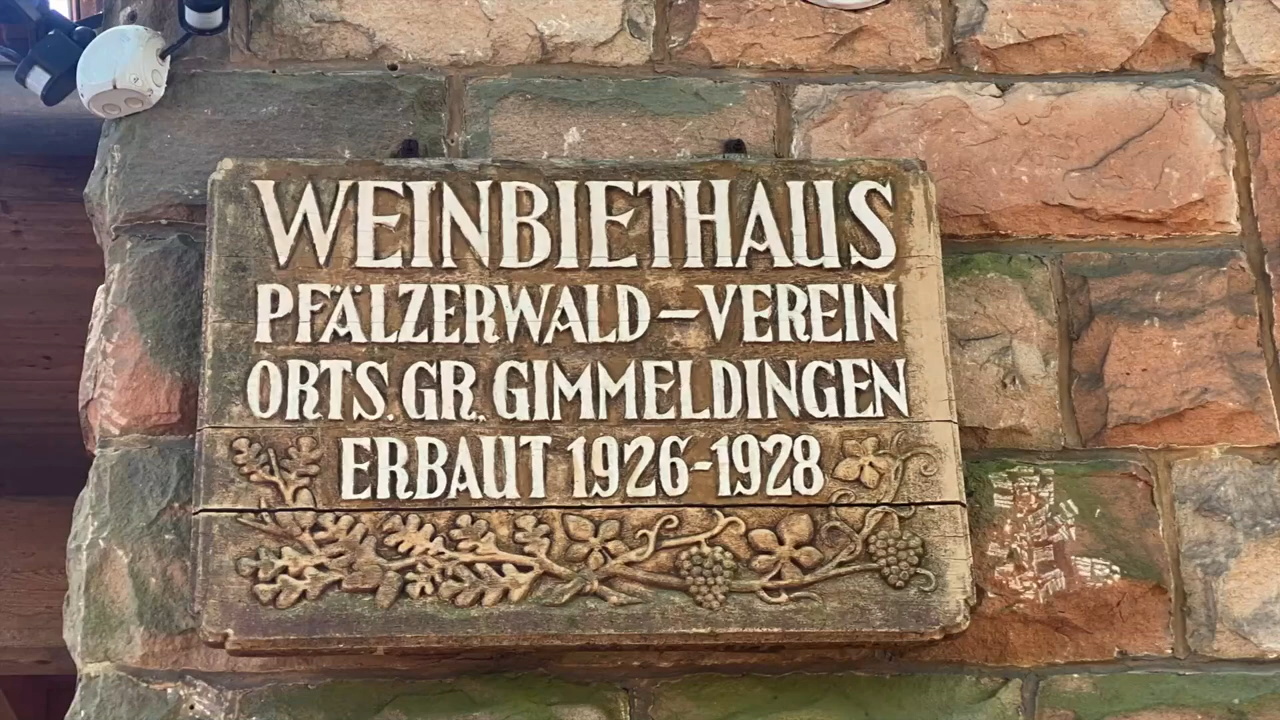 WEINBIETHAUS
PFÄLZERWALD-VEREIN
ORTS.GR. GIMMELDINGEN
ERBAUT 1926-1928